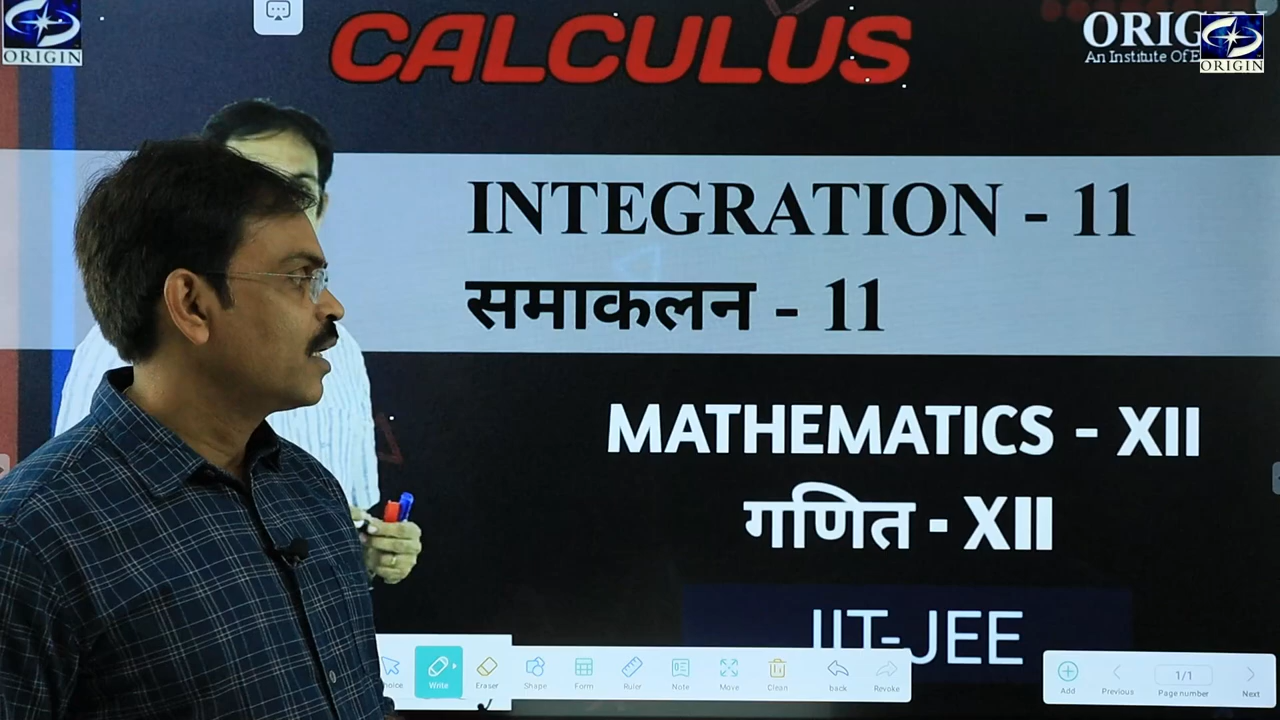 ORIGIN
CALCULUS
ORIG
An Institute Of E
ORIGIN
INTEGRATION - 11
समाकलन - 11
MATHEMATICS - XII
गणित - XII
IIT-JEE
Write
Eraser
Shape
Form
Ruler
Note
Move
Clean
back
Revoke
Add
Previous
1/1
Page number
Next